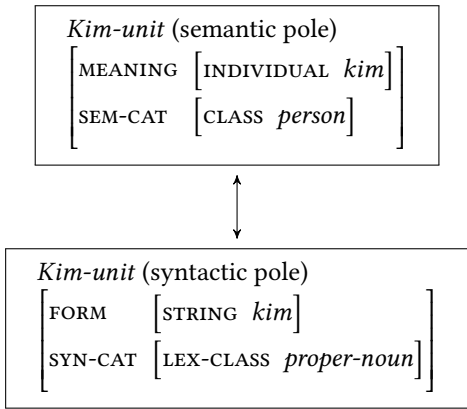 Kim-unit (semantic pole)
MEANING [INDIVIDUAL kim]
SEM-CAT [CLASS person]
Kim-unit (syntactic pole)
FORM [STRING kim]
SYN-CAT [LEX-CLASS proper-noun]